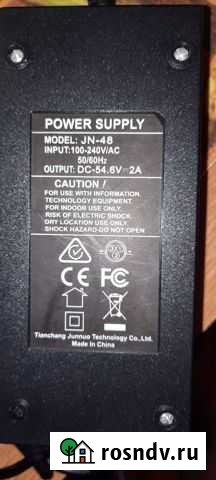 POWER SUPPLY
MODEL: JN-48
INPUT:100-240V/AC
50/60Hz
OUTPUT: DC-54.6V⎓2A
CAUTION !
FOR USE WITH INFORMATION.
TECHNOLOGY EQUIPMENT.
FOR INDOOR USE ONLY.
RISK OF ELECTRIC SHOCK.
DRY LOCATION USE ONLY
SHOCK HAZARD-DO NOT OPEN
CE FC
Tianchang Junnuo Technology Co.,Ltd.
Made In China
rosndv.ru